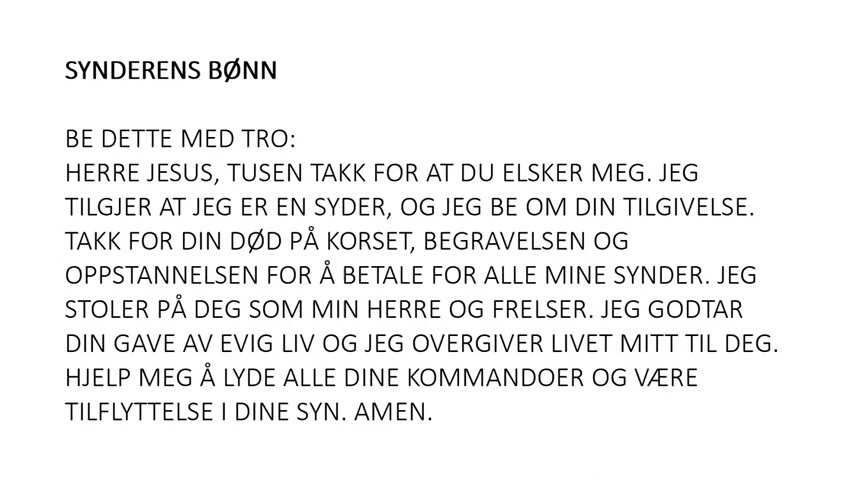 SYNDERENS BØNN
BE DETTE MED TRO:
HERRE JESUS, TUSEN TAKK FOR AT DU ELSKER MEG. JEG
TILGJER AT JEG ER EN SYDER, OG JEG BE OM DIN TILGIVELSE.
TAKK FOR DIN DØD PÅ KORSET, BEGRAVELSEN OG
OPPSTANNELSEN FOR Å BETALE FOR ALLE MINE SYNDER. JEG
STOLER PÅ DEG SOM MIN HERRE OG FRELSER. JEG GODTAR
DIN GAVE AV EVIG LIV OG JEG OVERGIVER LIVET MITT TIL DEG.
HJELP MEG Å LYDE ALLE DINE KOMMANDOER OG VÆRE
TILFLYTTELSE I DINE SYN. AMEN.